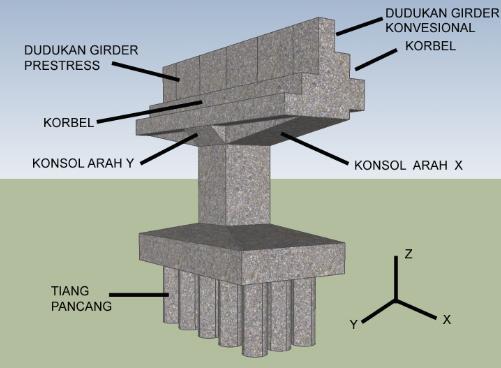 DUDUKAN GIRDER
KONVESIONAL
KORBEL
DUDUKAN GIRDER
PRESTRESS
KORBEL
KONSOL ARAH Y
KONSOL ARAH X
TIANG
PANCANG
Z
Y
X